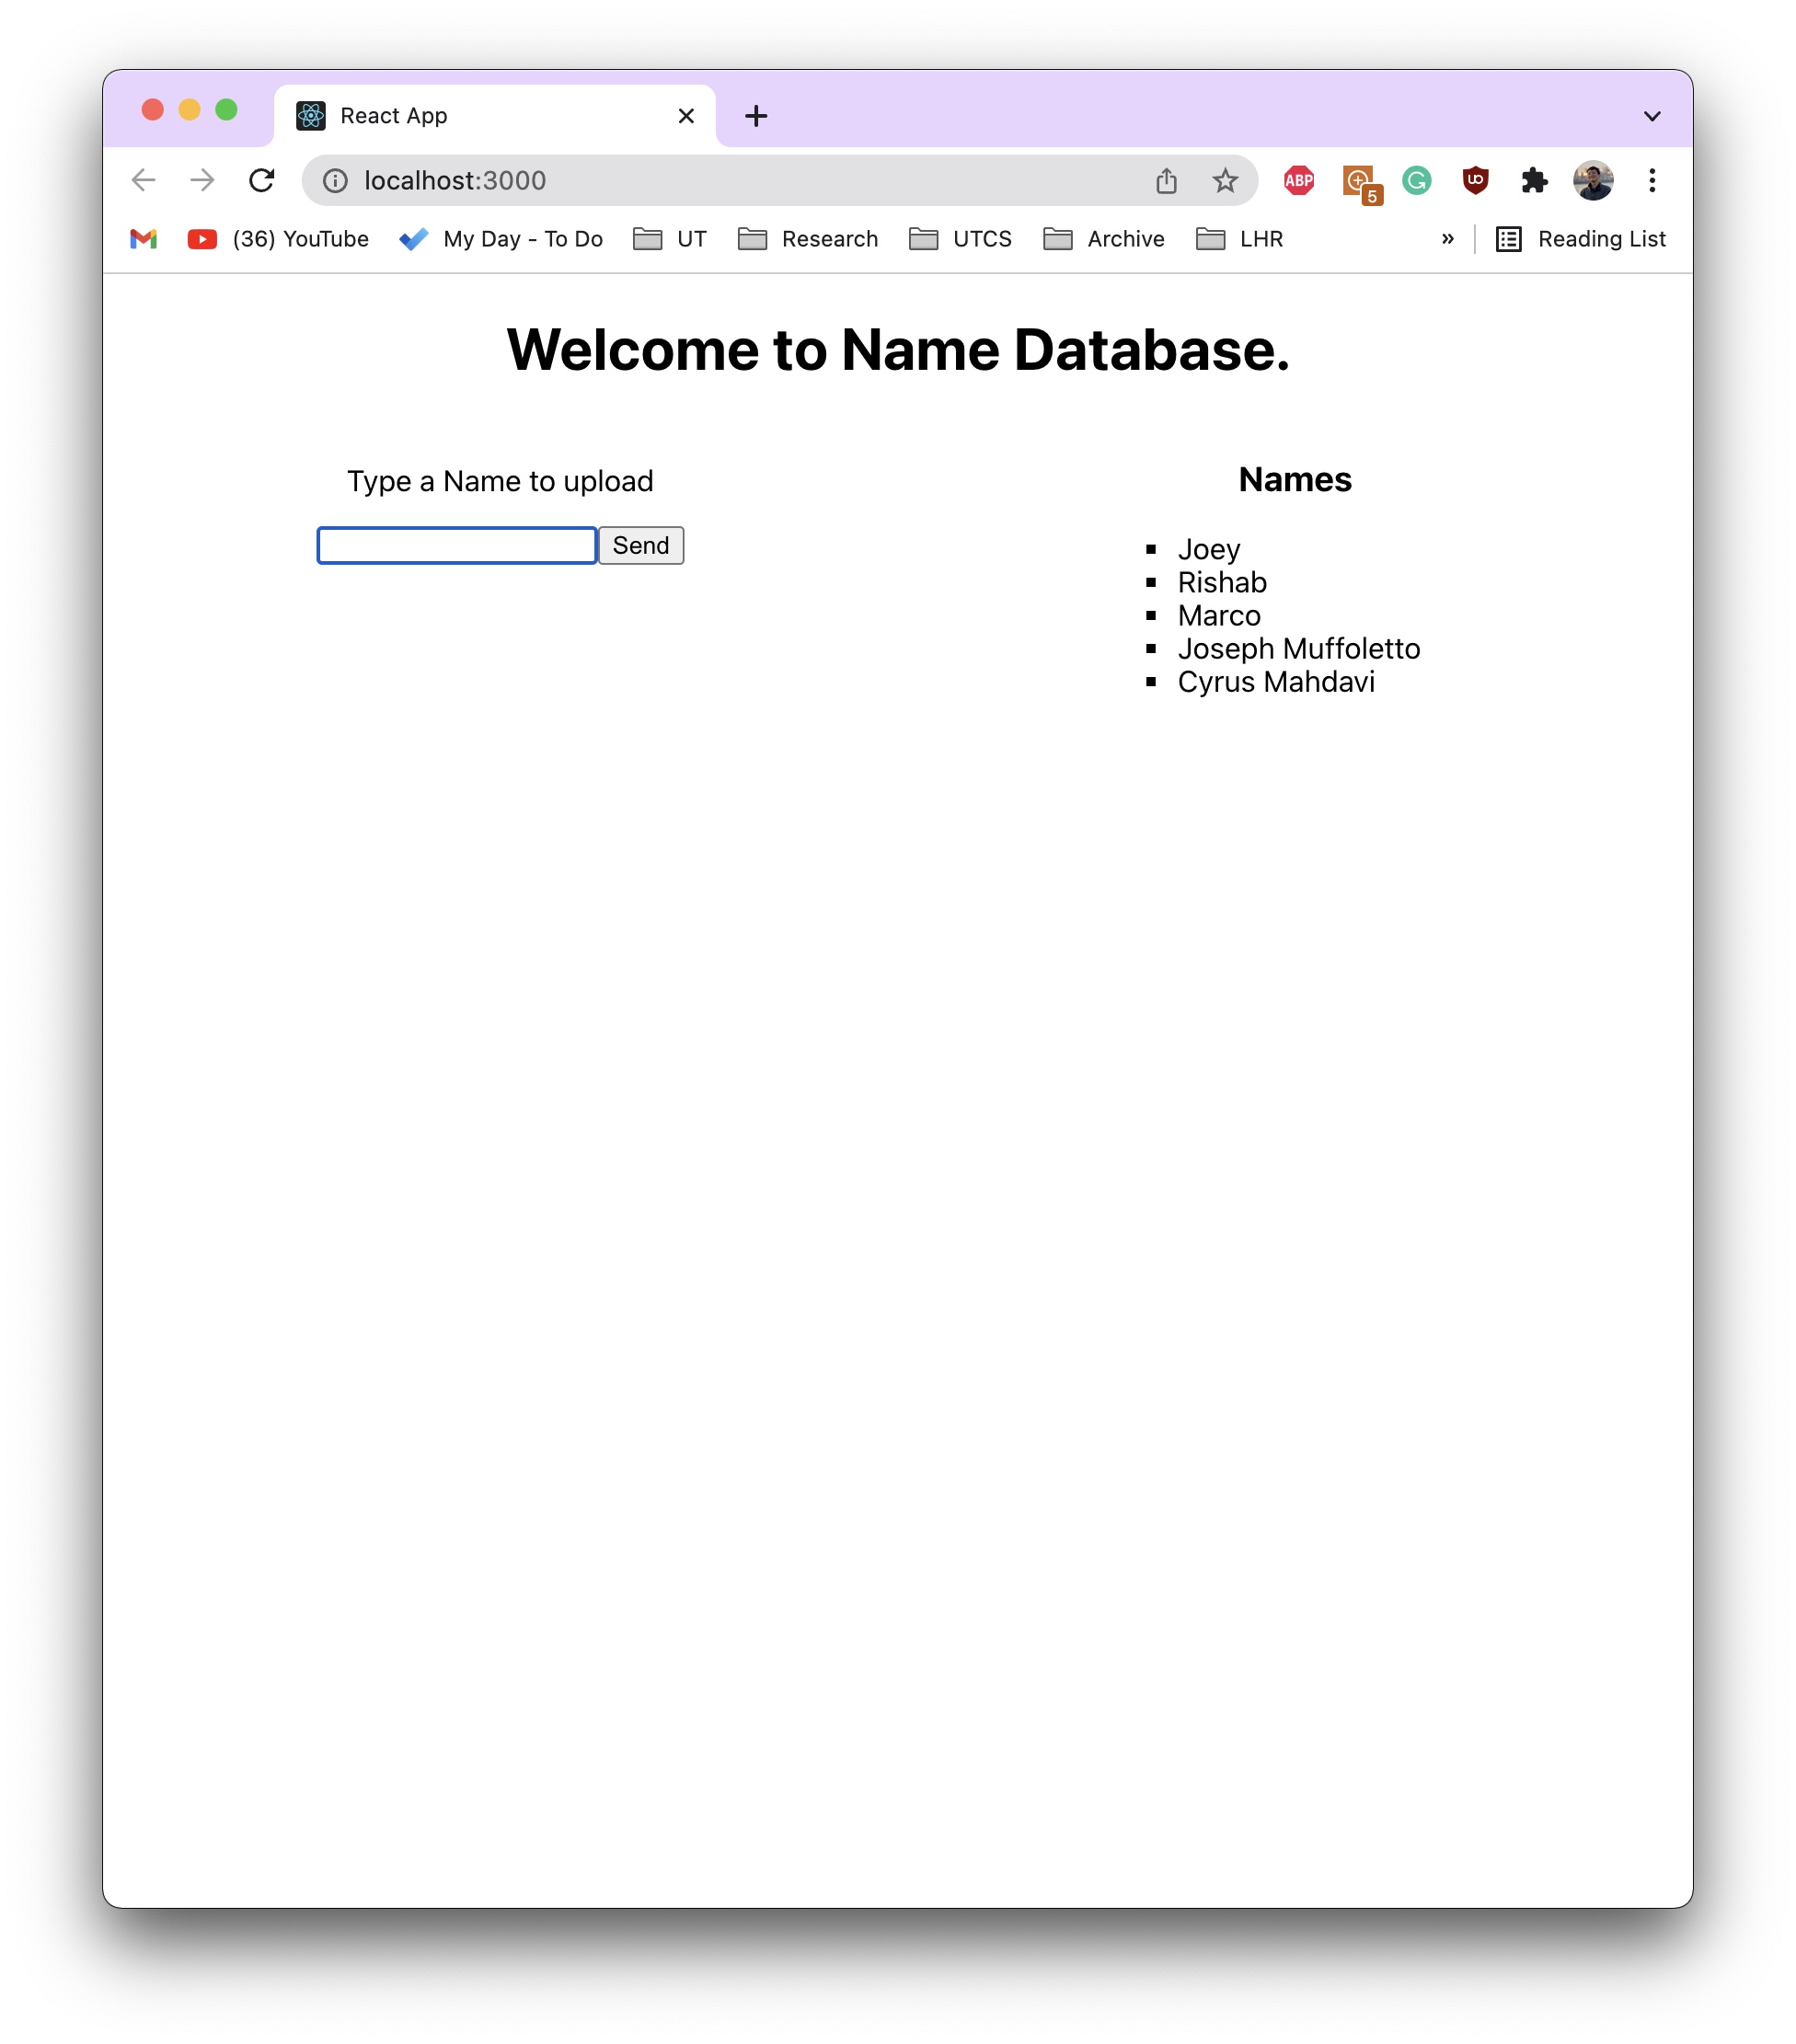 React App
localhost:3000
ABP
5
UO
(36) YouTube My Day - To Do UT Research UTCS Archive LHR » Reading List
Welcome to Name Database.
Type a Name to upload
Send
Names
Joey
Rishab
Marco
Joseph Muffoletto
Cyrus Mahdavi